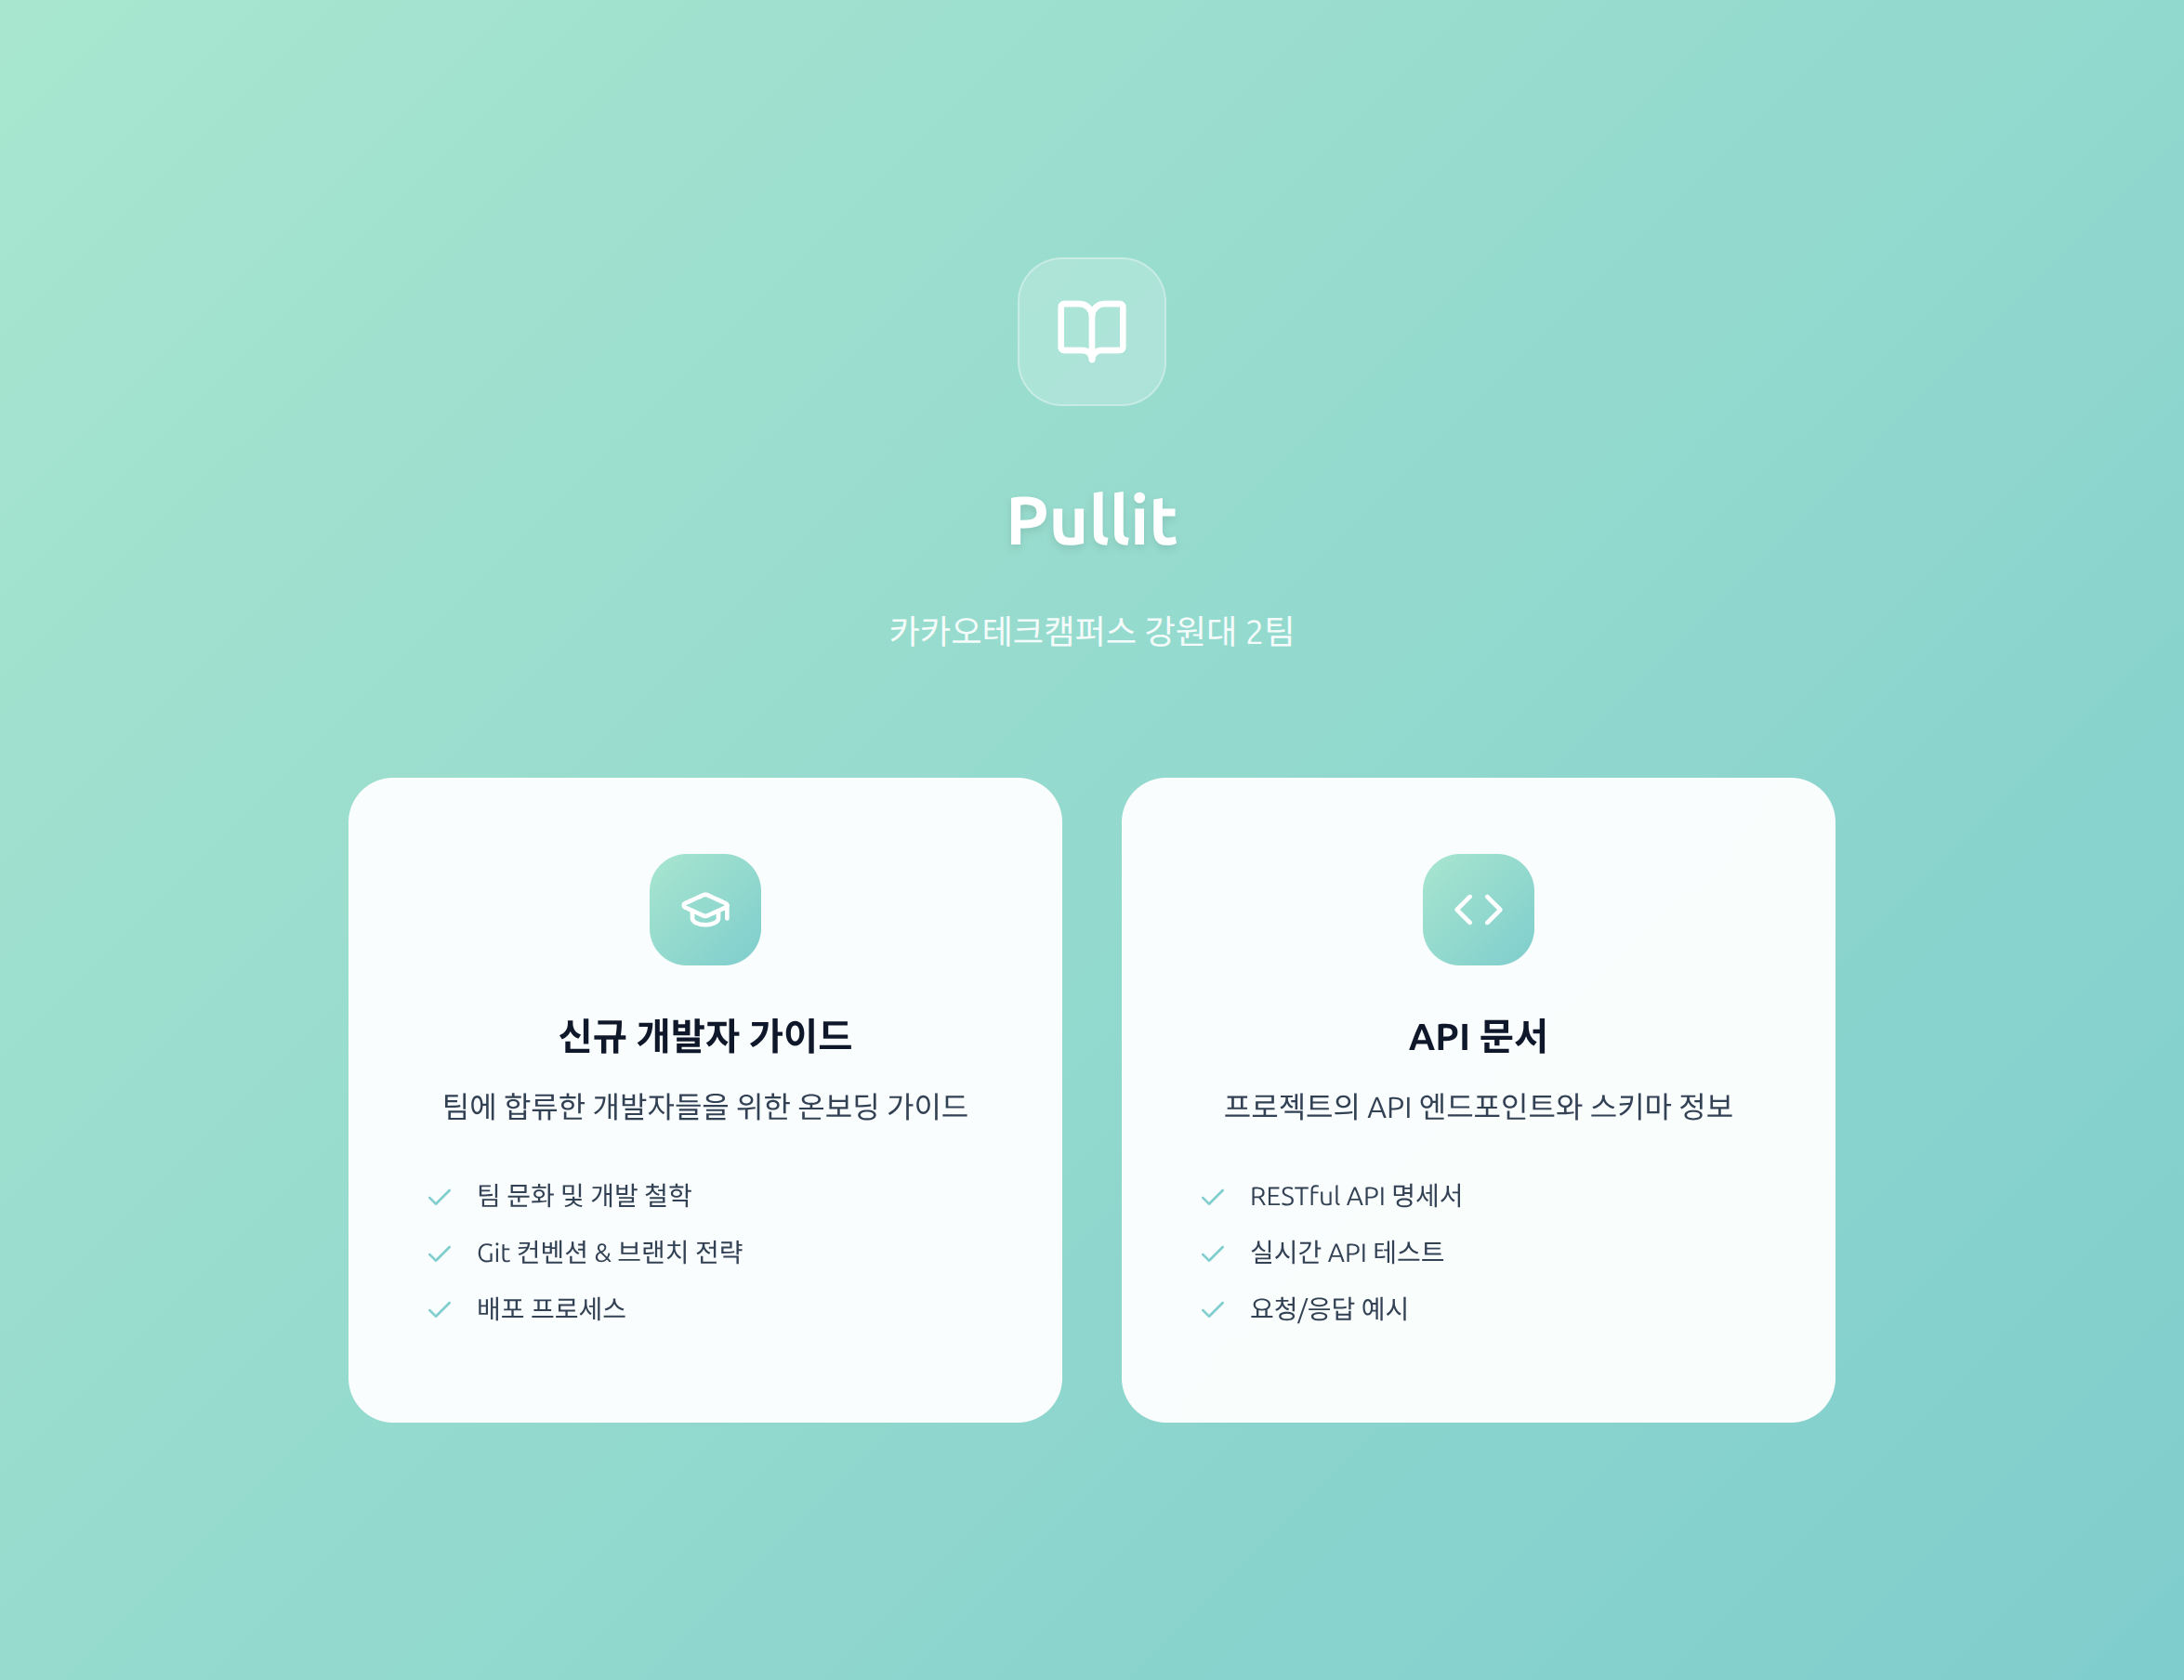 Pullit
카카오테크캠퍼스 강원대 2팀
신규 개발자 가이드
팀에 합류한 개발자들을 위한 온보딩 가이드
팀 문화 및 개발 철학
Git 컨벤션 & 브랜치 전략
배포 프로세스
API 문서
프로젝트의 API 엔드포인트와 스키마 정보
RESTful API 명세서
실시간 API 테스트
요청/응답 예시